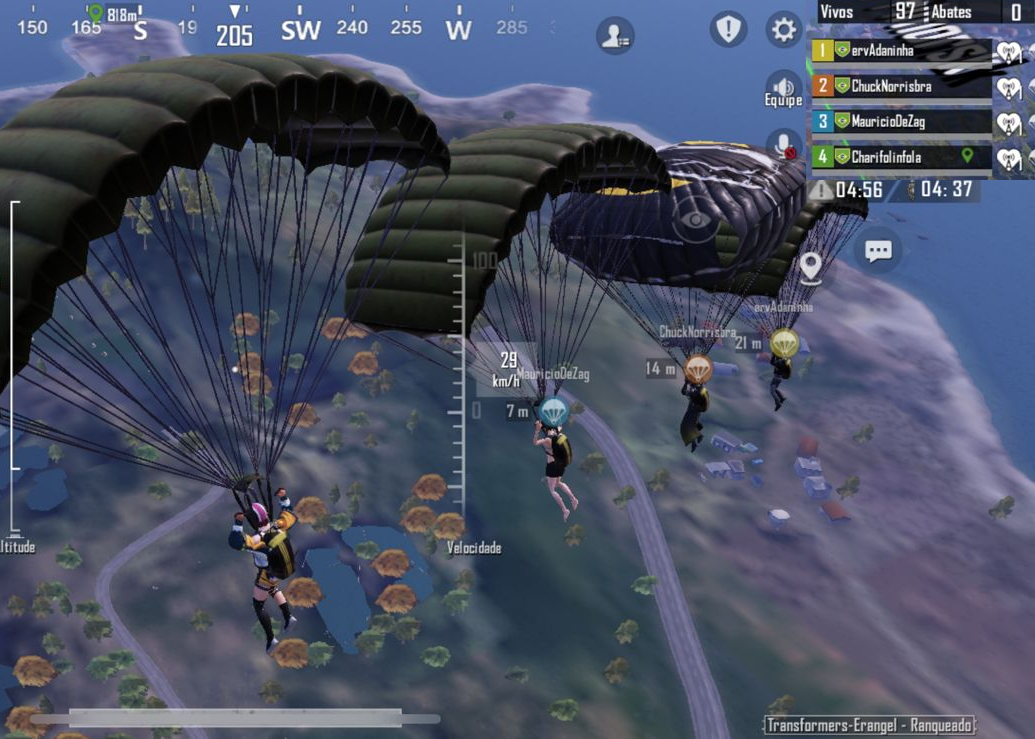 818m
150 165 S 19 205 SW 240 255 W 285
Vivos 97 Abates 0
1 ervAdaninha
2 ChuckNorrisbra
3 MauricioDeZag
4 Charifolinfola
Equipe
04:56 04:37
100
ervAdaninha
21 m
ChuckNorrisbra
14 m
29
km/h
MauricioDeZag
7 m
0
ltitude
Velocidade
Transformers-Erangel - Ranqueado